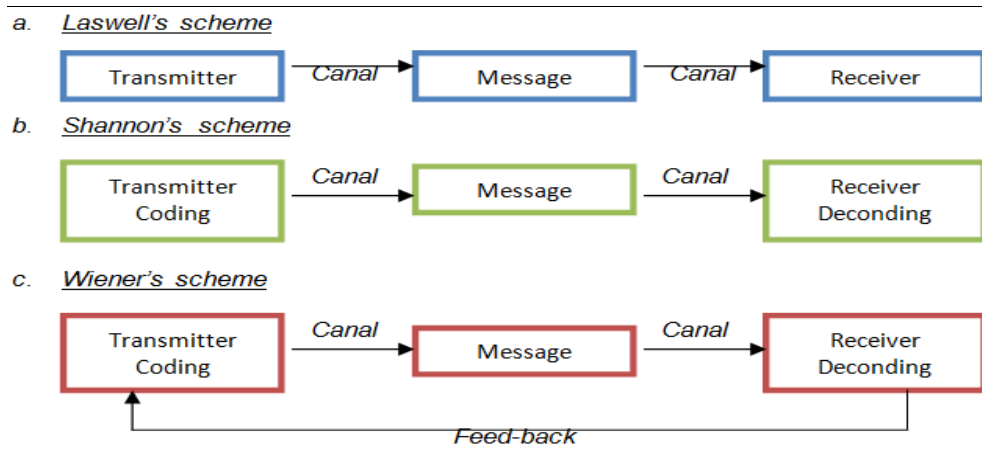 a. Laswell's scheme
Transmitter
Canal
Message
Canal
Receiver
b. Shannon's scheme
Transmitter
Coding
Canal
Message
Canal
Receiver
Deconding
c. Wiener's scheme
Transmitter
Coding
Canal
Message
Canal
Receiver
Deconding
Feed-back